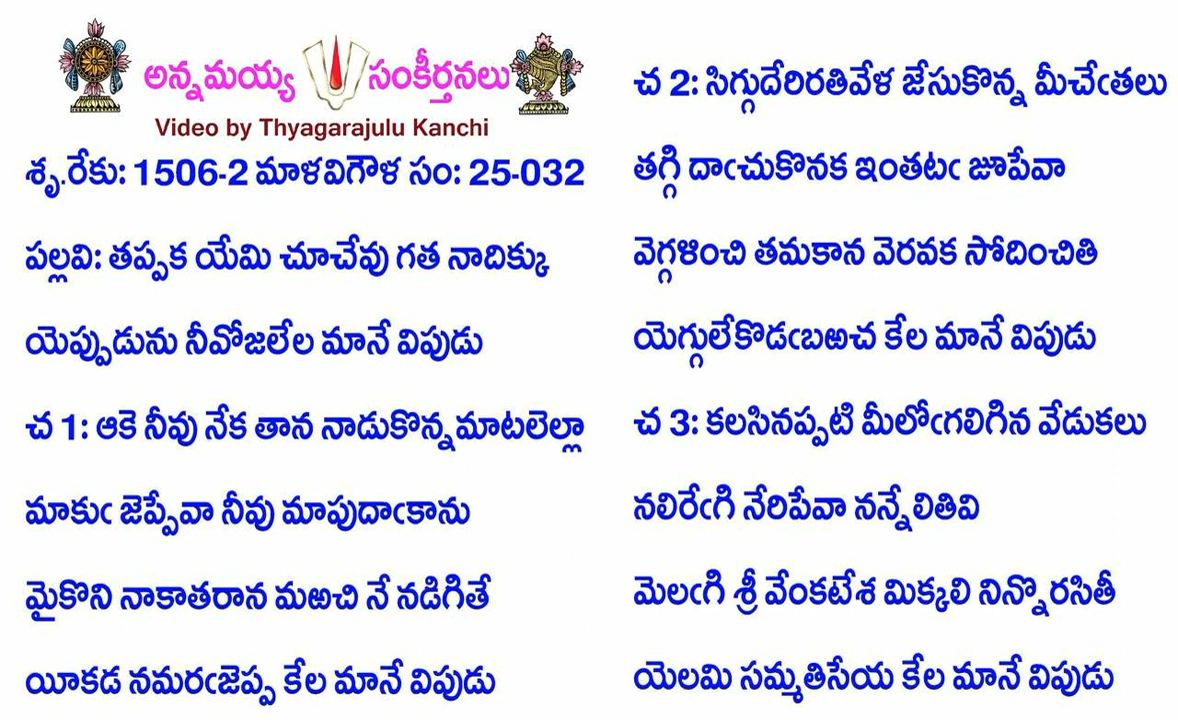 అన్నమయ్య సంకీర్తనలు
Video by Thyagarajulu Kanchi
శృ.రేకు: 1506-2 మాళవిగౌళ సం: 25-032
పల్లవి: తప్పక యేమి చూచేవు గత నాదిక్కు
యెప్పుడును నీవోజలేల మానే విపుడు
చ 1: ఆకె నీవు నేక తాన నాడుకొన్నమాటలెల్లా
మాకుఁ జెప్పేవా నీవు మాపుదాఁకాను
మైకొని నాకాతరాన మఱచి నే నడిగితే
యీకడ నమరఁజెప్ప కేల మానే విపుడు
చ 2: సిగ్గుదేరిరతివేళ జేసుకొన్న మీచేఁతలు
తగ్గి దాఁచుకొనక ఇంతటఁ జూపేవా
వెగ్గళించి తమకాన వెరవక సోదించితి
యెగ్గులేకొడఁబఱచ కేల మానే విపుడు
చ 3: కలసినప్పటి మీలోఁగలిగిన వేడుకలు
నలిరేఁగి నేరిపేవా నన్నేలితివి
మెలఁగి శ్రీ వేంకటేశ మిక్కలి నిన్నొరసితీ
యెలమి సమ్మతిసేయ కేల మానే విపుడు